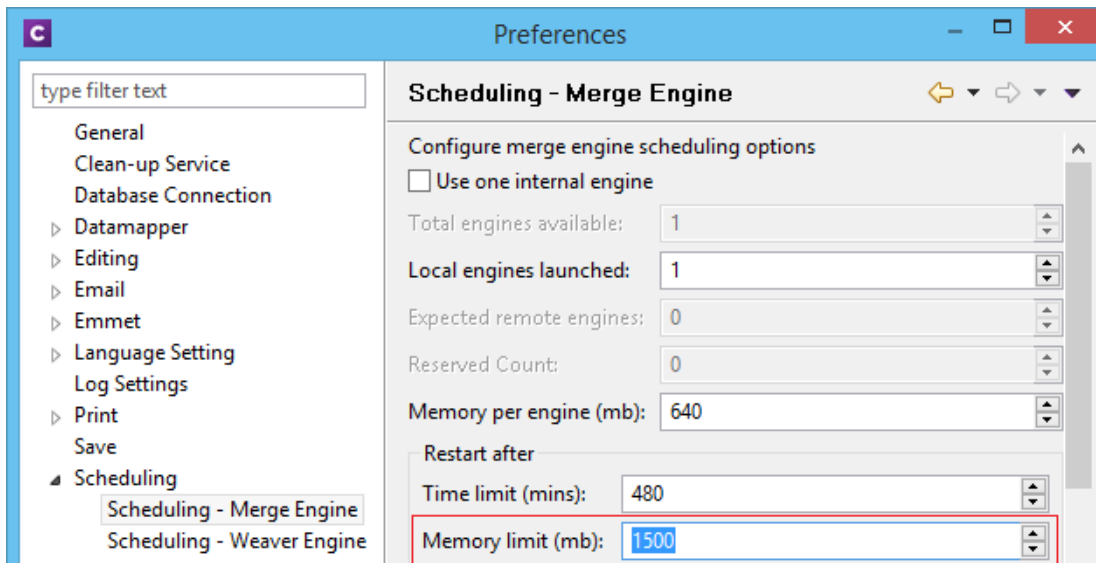 C
Preferences
type filter text
General
Clean-up Service
Database Connection
Datamapper
Editing
Email
Emmet
Language Setting
Log Settings
Print
Save
Scheduling
Scheduling - Merge Engine
Scheduling - Weaver Engine
Scheduling - Merge Engine
Configure merge engine scheduling options
Use one internal engine
Total engines available: 1
Local engines launched: 1
Expected remote engines: 0
Reserved Count: 0
Memory per engine (mb): 640
Restart after
Time limit (mins): 480
Memory limit (mb): 1500